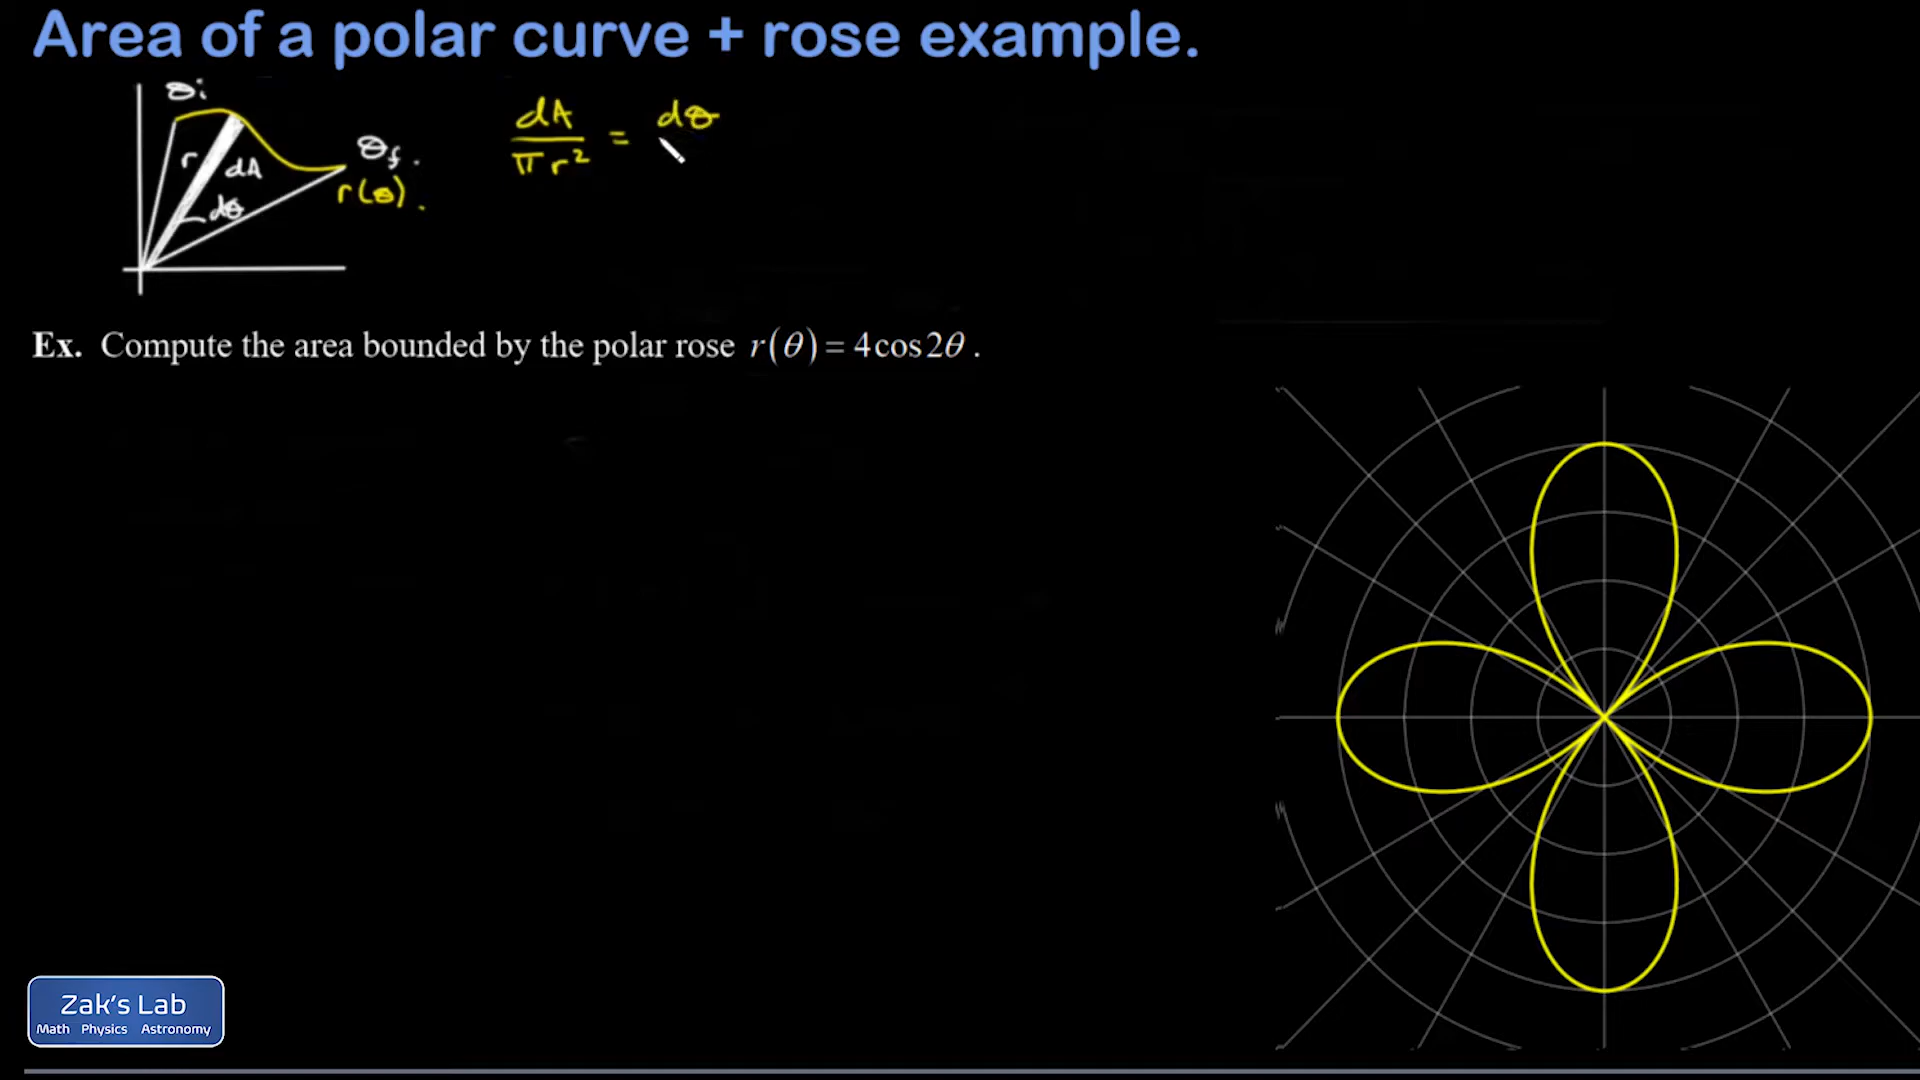 Area of a polar curve + rose example.
θi
r
dA
dθ
θf.
r(θ).
dA/πr² = dθ
Ex. Compute the area bounded by the polar rose r(θ) = 4cos2θ.
Zak's Lab
Math Physics Astronomy